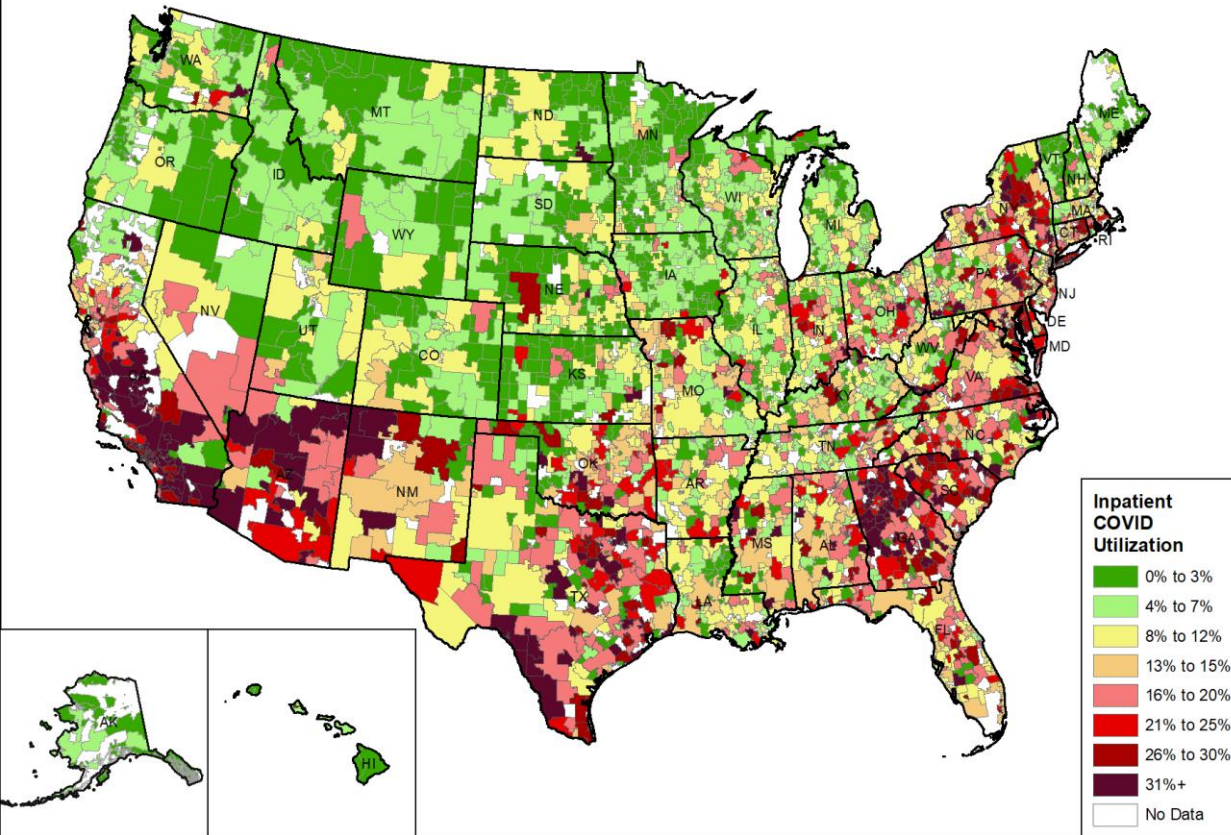 WA
MT
ND
MN
ME
OR
ID
SD
WI
VT
NH
N
MA
WY
MI
CT
RI
IA
PA
NE
NJ
NV
OH
UT
IL
IN
DE
CO
MD
WV
KS
MO
VA
KY
NC
TN
OK
NM
AR
SC
MS
AL
GA
TX
LA
FL
AK
HI
Inpatient
COVID
Utilization
0% to 3%
4% to 7%
8% to 12%
13% to 15%
16% to 20%
21% to 25%
26% to 30%
31%+
No Data